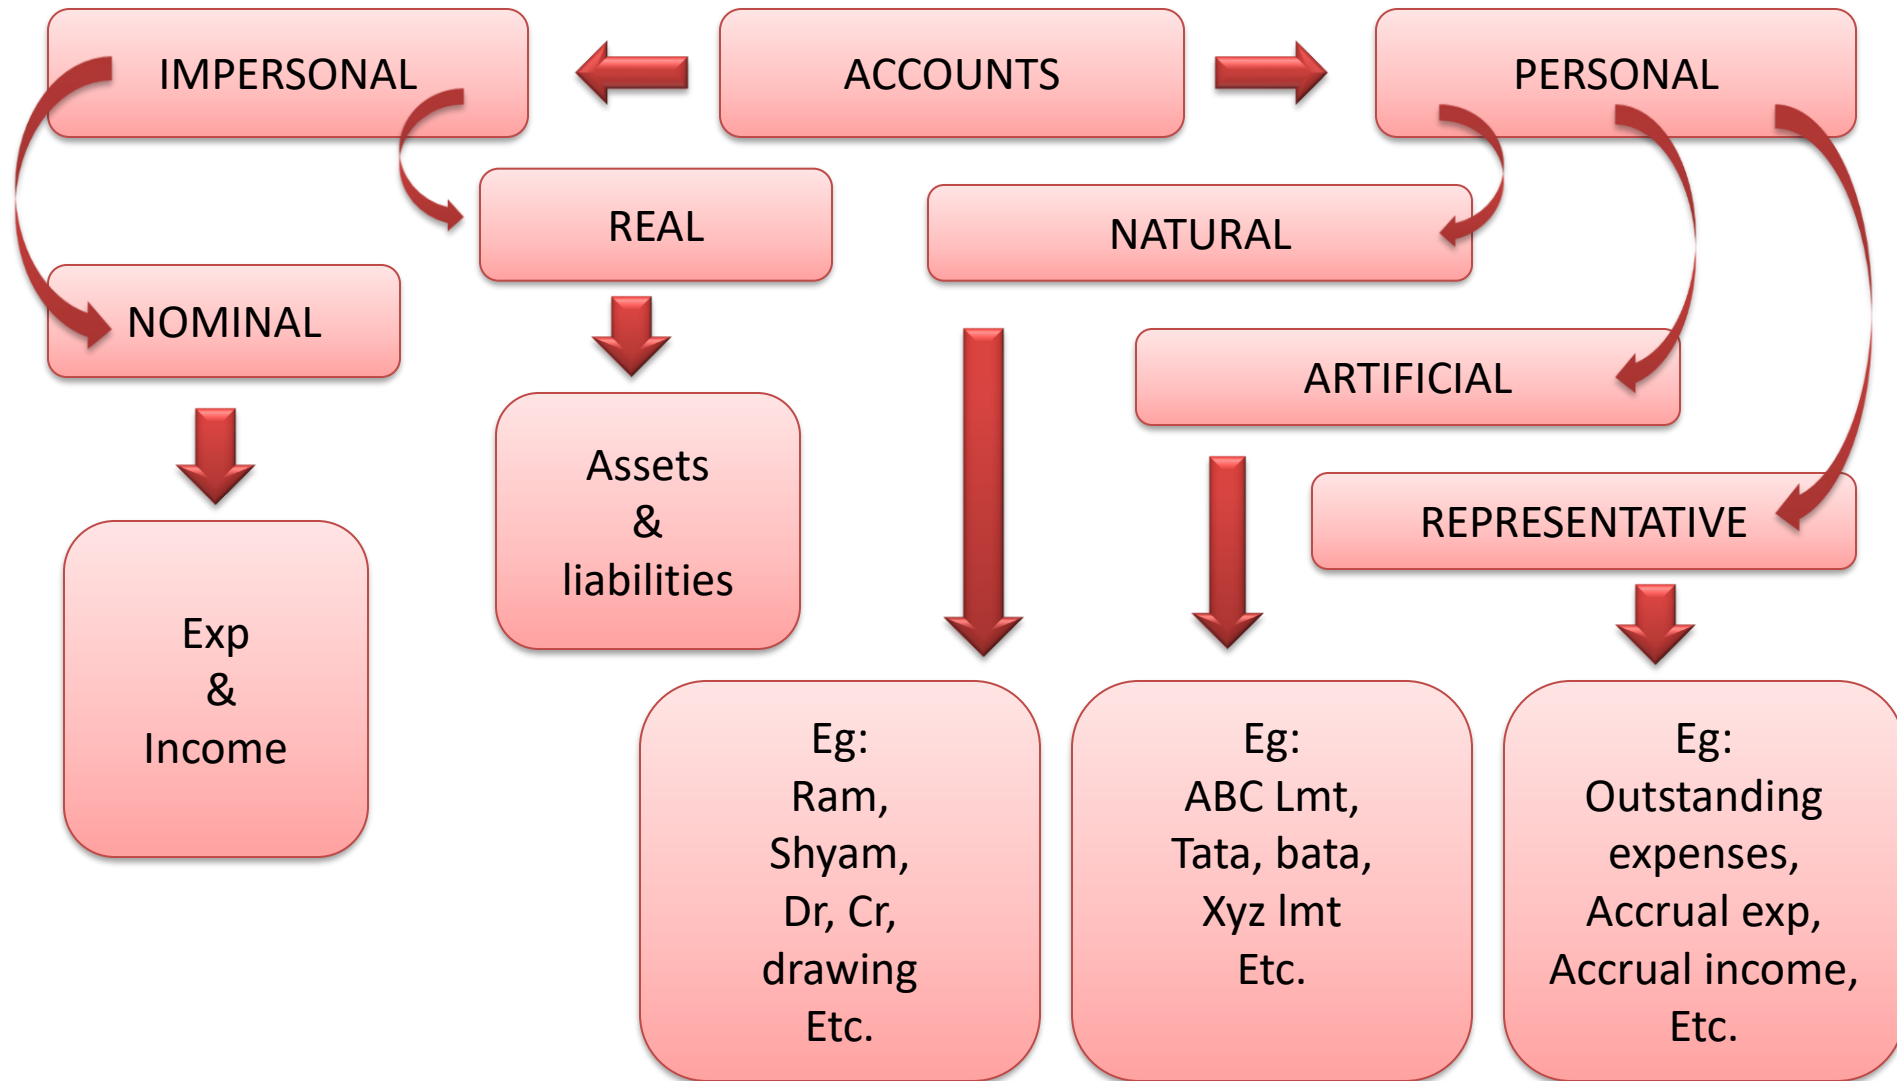 IMPERSONAL
ACCOUNTS
PERSONAL
REAL
NATURAL
NOMINAL
ARTIFICIAL
REPRESENTATIVE
Assets
&
liabilities
Exp
&
Income
Eg:
Ram,
Shyam,
Dr, Cr,
drawing
Etc.
Eg:
ABC Lmt,
Tata, bata,
Xyz lmt
Etc.
Eg:
Outstanding
expenses,
Accrual exp,
Accrual income,
Etc.